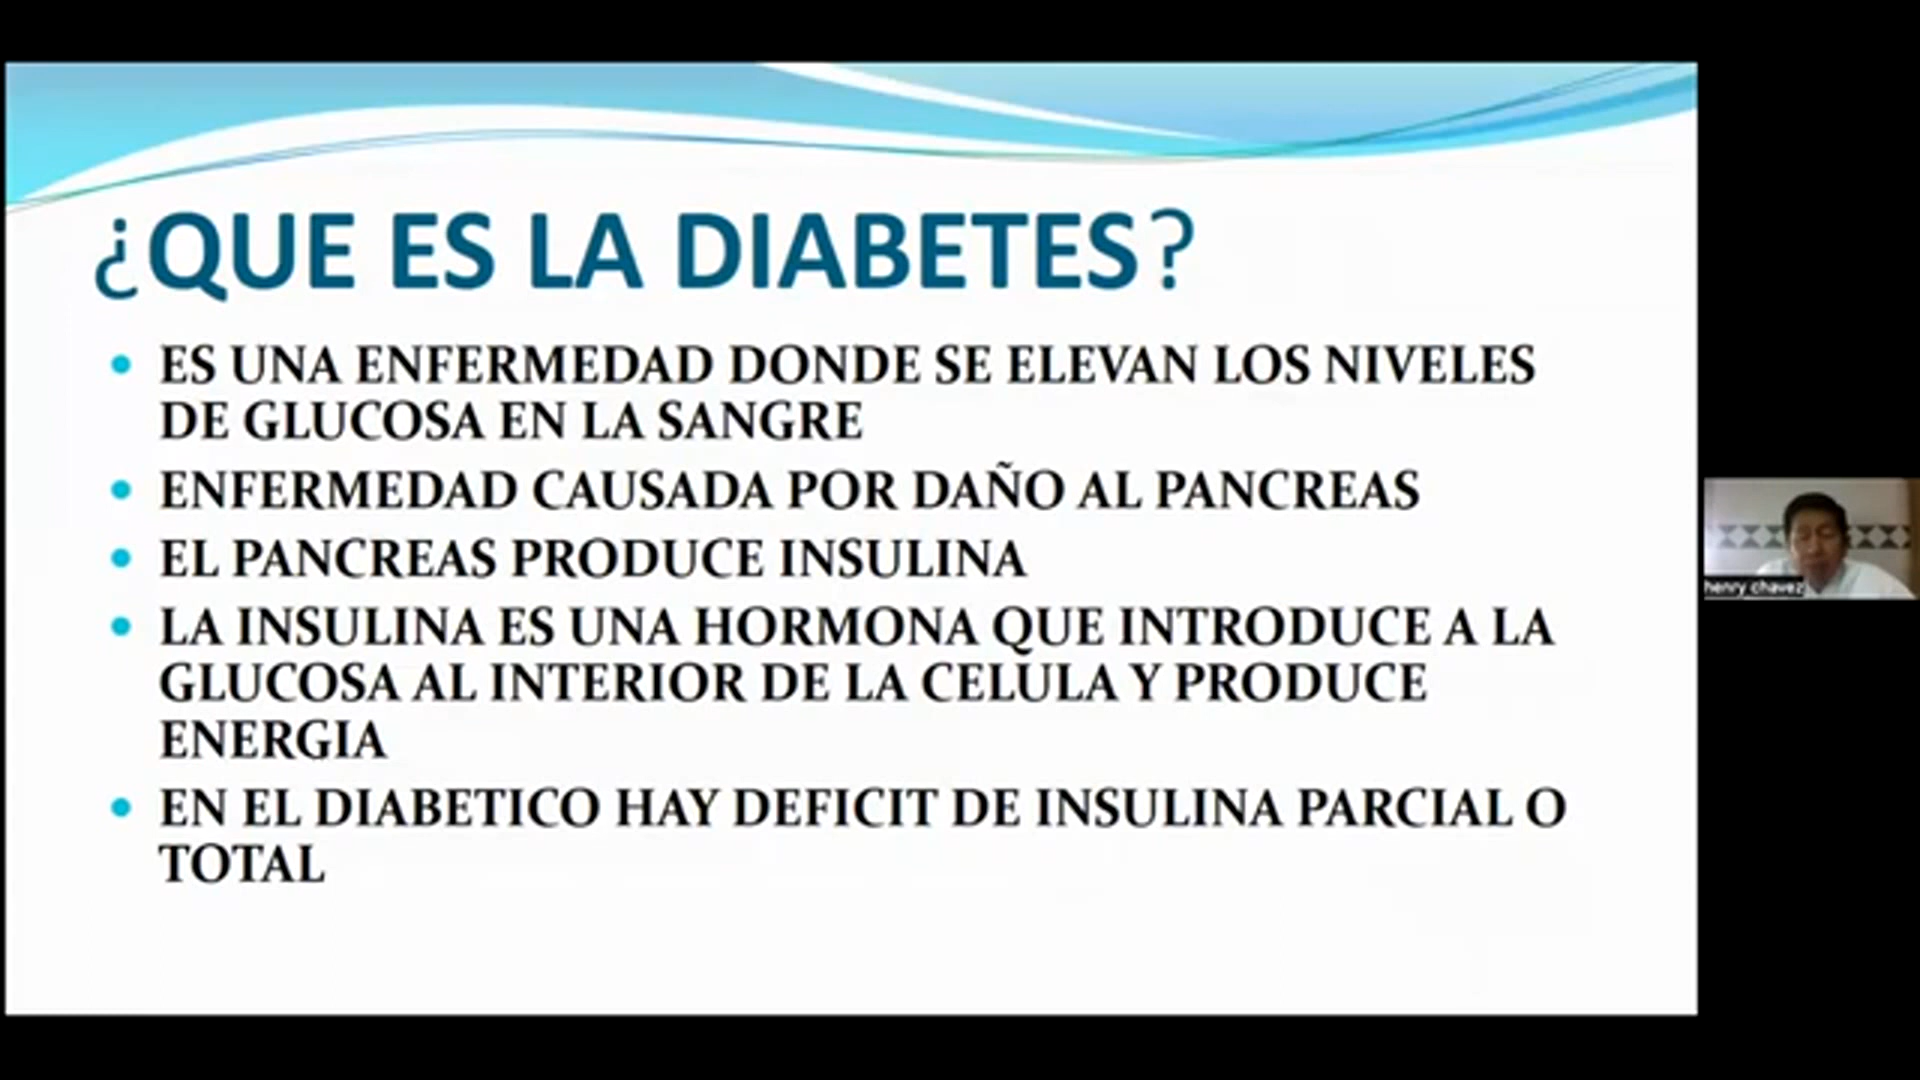 ¿QUE ES LA DIABETES?
ES UNA ENFERMEDAD DONDE SE ELEVAN LOS NIVELES
DE GLUCOSA EN LA SANGRE
ENFERMEDAD CAUSADA POR DAÑO AL PANCREAS
EL PANCREAS PRODUCE INSULINA
LA INSULINA ES UNA HORMONA QUE INTRODUCE A LA
GLUCOSA AL INTERIOR DE LA CELULA Y PRODUCE
ENERGIA
EN EL DIABETICO HAY DEFICIT DE INSULINA PARCIAL O
TOTAL
henry chavez